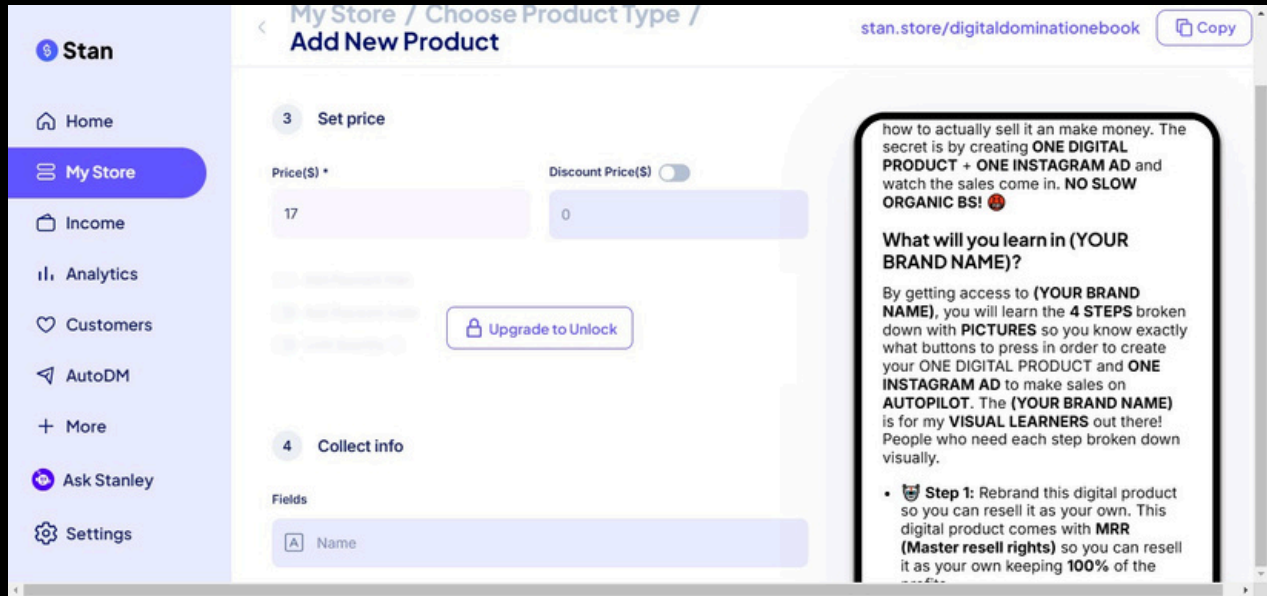 Stan
Home
My Store
Income
Analytics
Customers
AutoDM
More
Ask Stanley
Settings
My Store / Choose Product Type /
Add New Product
stan.store/digitaldominationebook
Copy
3 Set price
Price($) *
Discount Price($)
17
0
Upgrade to Unlock
4 Collect info
Fields
Name
how to actually sell it an make money. The
secret is by creating ONE DIGITAL
PRODUCT + ONE INSTAGRAM AD and
watch the sales come in. NO SLOW
ORGANIC BS! 🤬
What will you learn in (YOUR
BRAND NAME)?
By getting access to (YOUR BRAND
NAME), you will learn the 4 STEPS broken
down with PICTURES so you know exactly
what buttons to press in order to create
your ONE DIGITAL PRODUCT and ONE
INSTAGRAM AD to make sales on
AUTOPILOT. The (YOUR BRAND NAME)
is for my VISUAL LEARNERS out there!
People who need each step broken down
visually.
• Step 1: Rebrand this digital product
so you can resell it as your own. This
digital product comes with MRR
(Master resell rights) so you can resell
it as your own keeping 100% of the